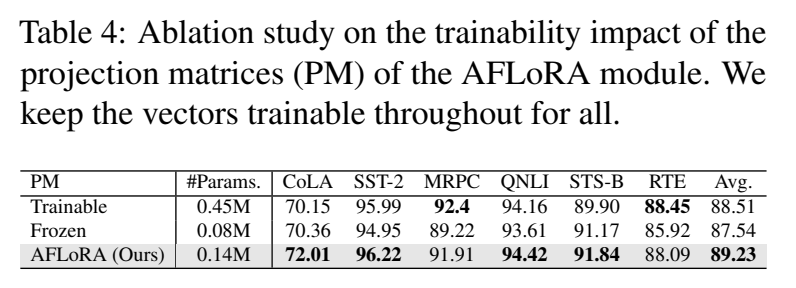 Table 4: Ablation study on the trainability impact of the
projection matrices (PM) of the AFLoRA module. We
keep the vectors trainable throughout for all.
PM #Params. CoLA SST-2 MRPC QNLI STS-B RTE Avg.
Trainable 0.45M 70.15 95.99 92.4 94.16 89.90 88.45 88.51
Frozen 0.08M 70.36 94.95 89.22 93.61 91.17 85.92 87.54
AFLoRA (Ours) 0.14M 72.01 96.22 91.91 94.42 91.84 88.09 89.23